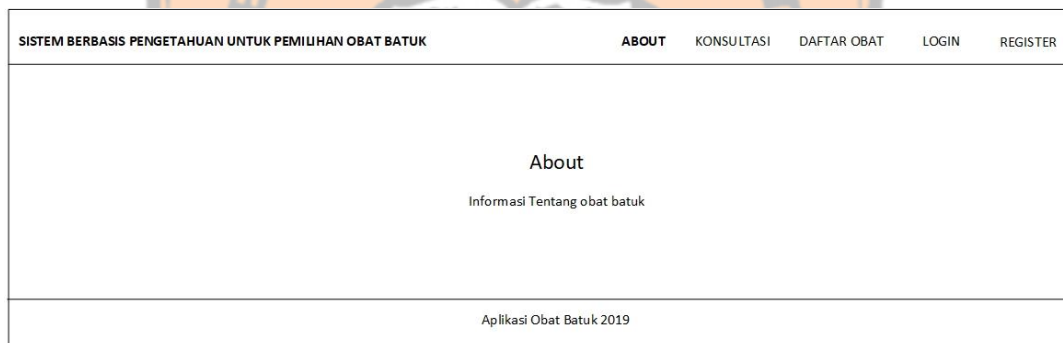 SISTEM BERBASIS PENGETAHUAN UNTUK PEMILIHAN OBAT BATUK ABOUT KONSULTASI DAFTAR OBAT LOGIN REGISTER
About
Informasi Tentang obat batuk
Aplikasi Obat Batuk 2019